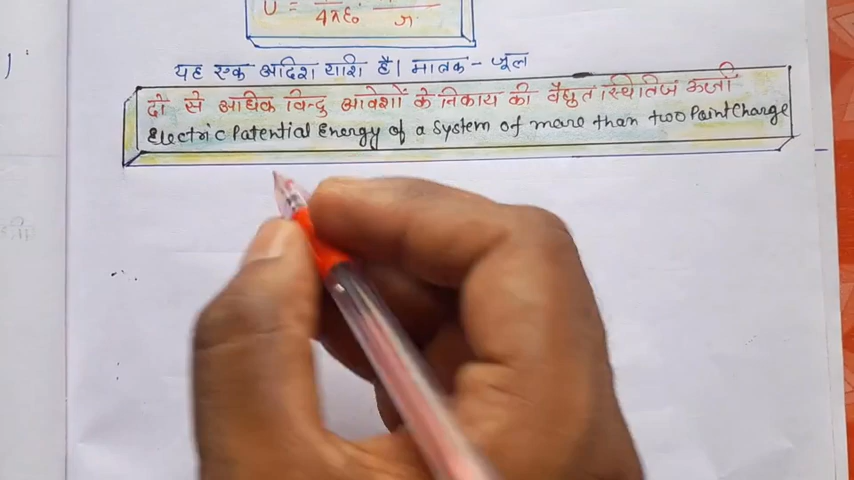 U = 1/4πε₀ .
r
यह एक अदिश राशि है। मात्रक - जूल
दो से अधिक विन्दु आवेशों के निकाय की वैद्युत स्थितिज ऊर्जा
Electric Potential Energy of a System of more than two Point Charge